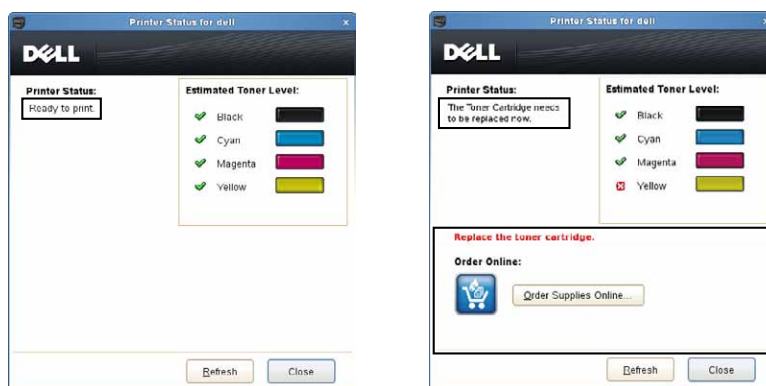 Printer Status for dell x
DELL
Printer Status:
Ready to print.
Estimated Toner Level:
Black
Cyan
Magenta
Yellow
Refresh Close
Printer Status for dell x
DELL
Printer Status:
The Toner Cartridge needs
to be replaced now.
Estimated Toner Level:
Black
Cyan
Magenta
Yellow
Replace the toner cartridge.
Order Online:
Order Supplies Online...
Refresh Close